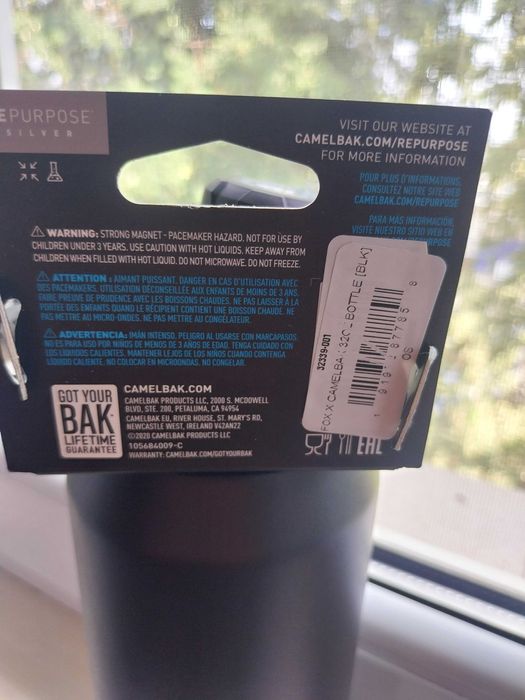 EPURPOSE
SILVER
VISIT OUR WEBSITE AT
CAMELBAK.COM/REPURPOSE
FOR MORE INFORMATION
POUR PLUS D'INFORMATIONS,
CONSULTEZ NOTRE SITE WEB
CAMELBAK.COM/REPURPOSE
PARA MÁS INFORMACIÓN,
VISITE NUESTRO SITIO WEB EN
EPURPOSE
WARNING: STRONG MAGNET - PACEMAKER HAZARD. NOT FOR USE BY
CHILDREN UNDER 3 YEARS. USE CAUTION WITH HOT LIQUIDS. KEEP AWAY FROM
CHILDREN WHEN FILLED WITH HOT LIQUID. DO NOT MICROWAVE. DO NOT FREEZE.
ATTENTION : AIMANT PUISSANT, DANGER EN CAS D'UTILISATION AVEC
DES PACEMAKERS. UTILISATION DÉCONSEILLÉE AUX ENFANTS DE MOINS DE 3 ANS.
FAIRE PREUVE DE PRUDENCE AVEC LES BOISSONS CHAUDES. NE PAS LAISSER À LA
PORTÉE DES ENFANTS QUAND LE RÉCIPIENT CONTIENT UNE BOISSON CHAUDE. NE
PAS METTRE AU MICRO-ONDES. NE PAS METTRE AU CONGÉLATEUR.
ADVERTENCIA: IMÁN INTENSO, PELIGRO AL USARSE CON MARCAPASOS.
NO ES PARA USO POR NIÑOS DE MENOS DE 3 AÑOS DE EDAD. TENGA CUIDADO CON
LOS LÍQUIDOS CALIENTES. MANTENER LEJOS DE LOS NIÑOS CUANDO CONTENGA
LÍQUIDO CALIENTE. NO COLOCAR EN MICROONDAS, NO CONGELAR.
32339-001
FOX X CAMELBA 320 BOTTLE [BLK]
GOT YOUR
BAK
LIFETIME
GUARANTEE
CAMELBAK.COM
CAMELBAK PRODUCTS LLC, 2000 S. MCDOWELL
BLVD, STE. 200, PETALUMA, CA 94954
CAMELBAK EU, RIVER HOUSE, ST. MARY'S RD,
NEWCASTLE WEST, IRELAND V42AN22
©2020 CAMELBAK PRODUCTS LLC
105684009-C
WARRANTY: CAMELBAK.COM/GOTYOURBAK
EAC